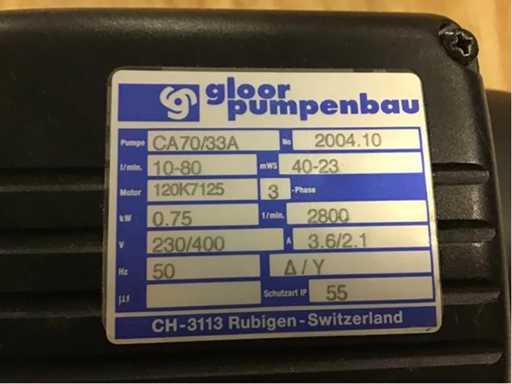 gloor
pumpenbau
Pumpe CA70/33A No 2004.10
l/min. 10-80 mWS 40-23
Motor 120K7125 3 -Phase
kW 0.75 1/min. 2800
V 230/400 A 3.6/2.1
Hz 50 Δ / Y
µf Schutzart IP 55
CH-3113 Rubigen-Switzerland